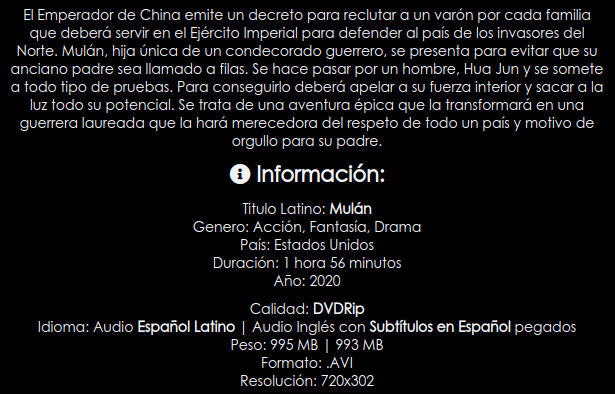 El Emperador de China emite un decreto para reclutar a un varón por cada familia
que deberá servir en el Ejército Imperial para defender al país de los invasores del
Norte. Mulán, hija única de un condecorado guerrero, se presenta para evitar que su
anciano padre sea llamado a filas. Se hace pasar por un hombre, Hua Jun y se somete
a todo tipo de pruebas. Para conseguirlo deberá apelar a su fuerza interior y sacar a la
luz todo su potencial. Se trata de una aventura épica que la transformará en una
guerrera laureada que la hará merecedora del respeto de todo un país y motivo de
orgullo para su padre.
Información:
Titulo Latino: Mulán
Genero: Acción, Fantasía, Drama
País: Estados Unidos
Duración: 1 hora 56 minutos
Año: 2020
Calidad: DVDRip
Idioma: Audio Español Latino | Audio Inglés con Subtítulos en Español pegados
Peso: 995 MB | 993 MB
Formato: .AVI
Resolución: 720x302